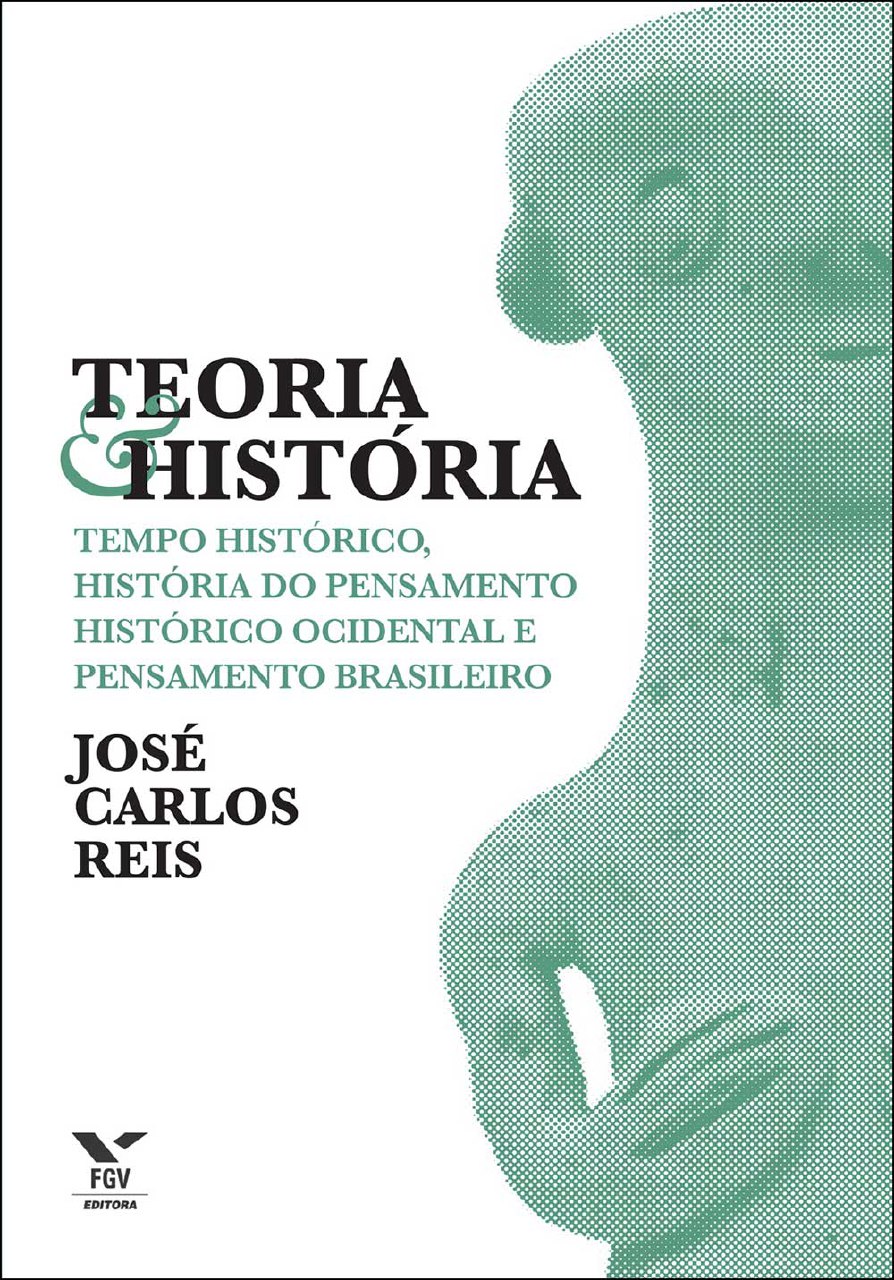 TEORIA
& HISTÓRIA
TEMPO HISTÓRICO,
HISTÓRIA DO PENSAMENTO
HISTÓRICO OCIDENTAL E
PENSAMENTO BRASILEIRO
JOSÉ
CARLOS
REIS
FGV
EDITORA